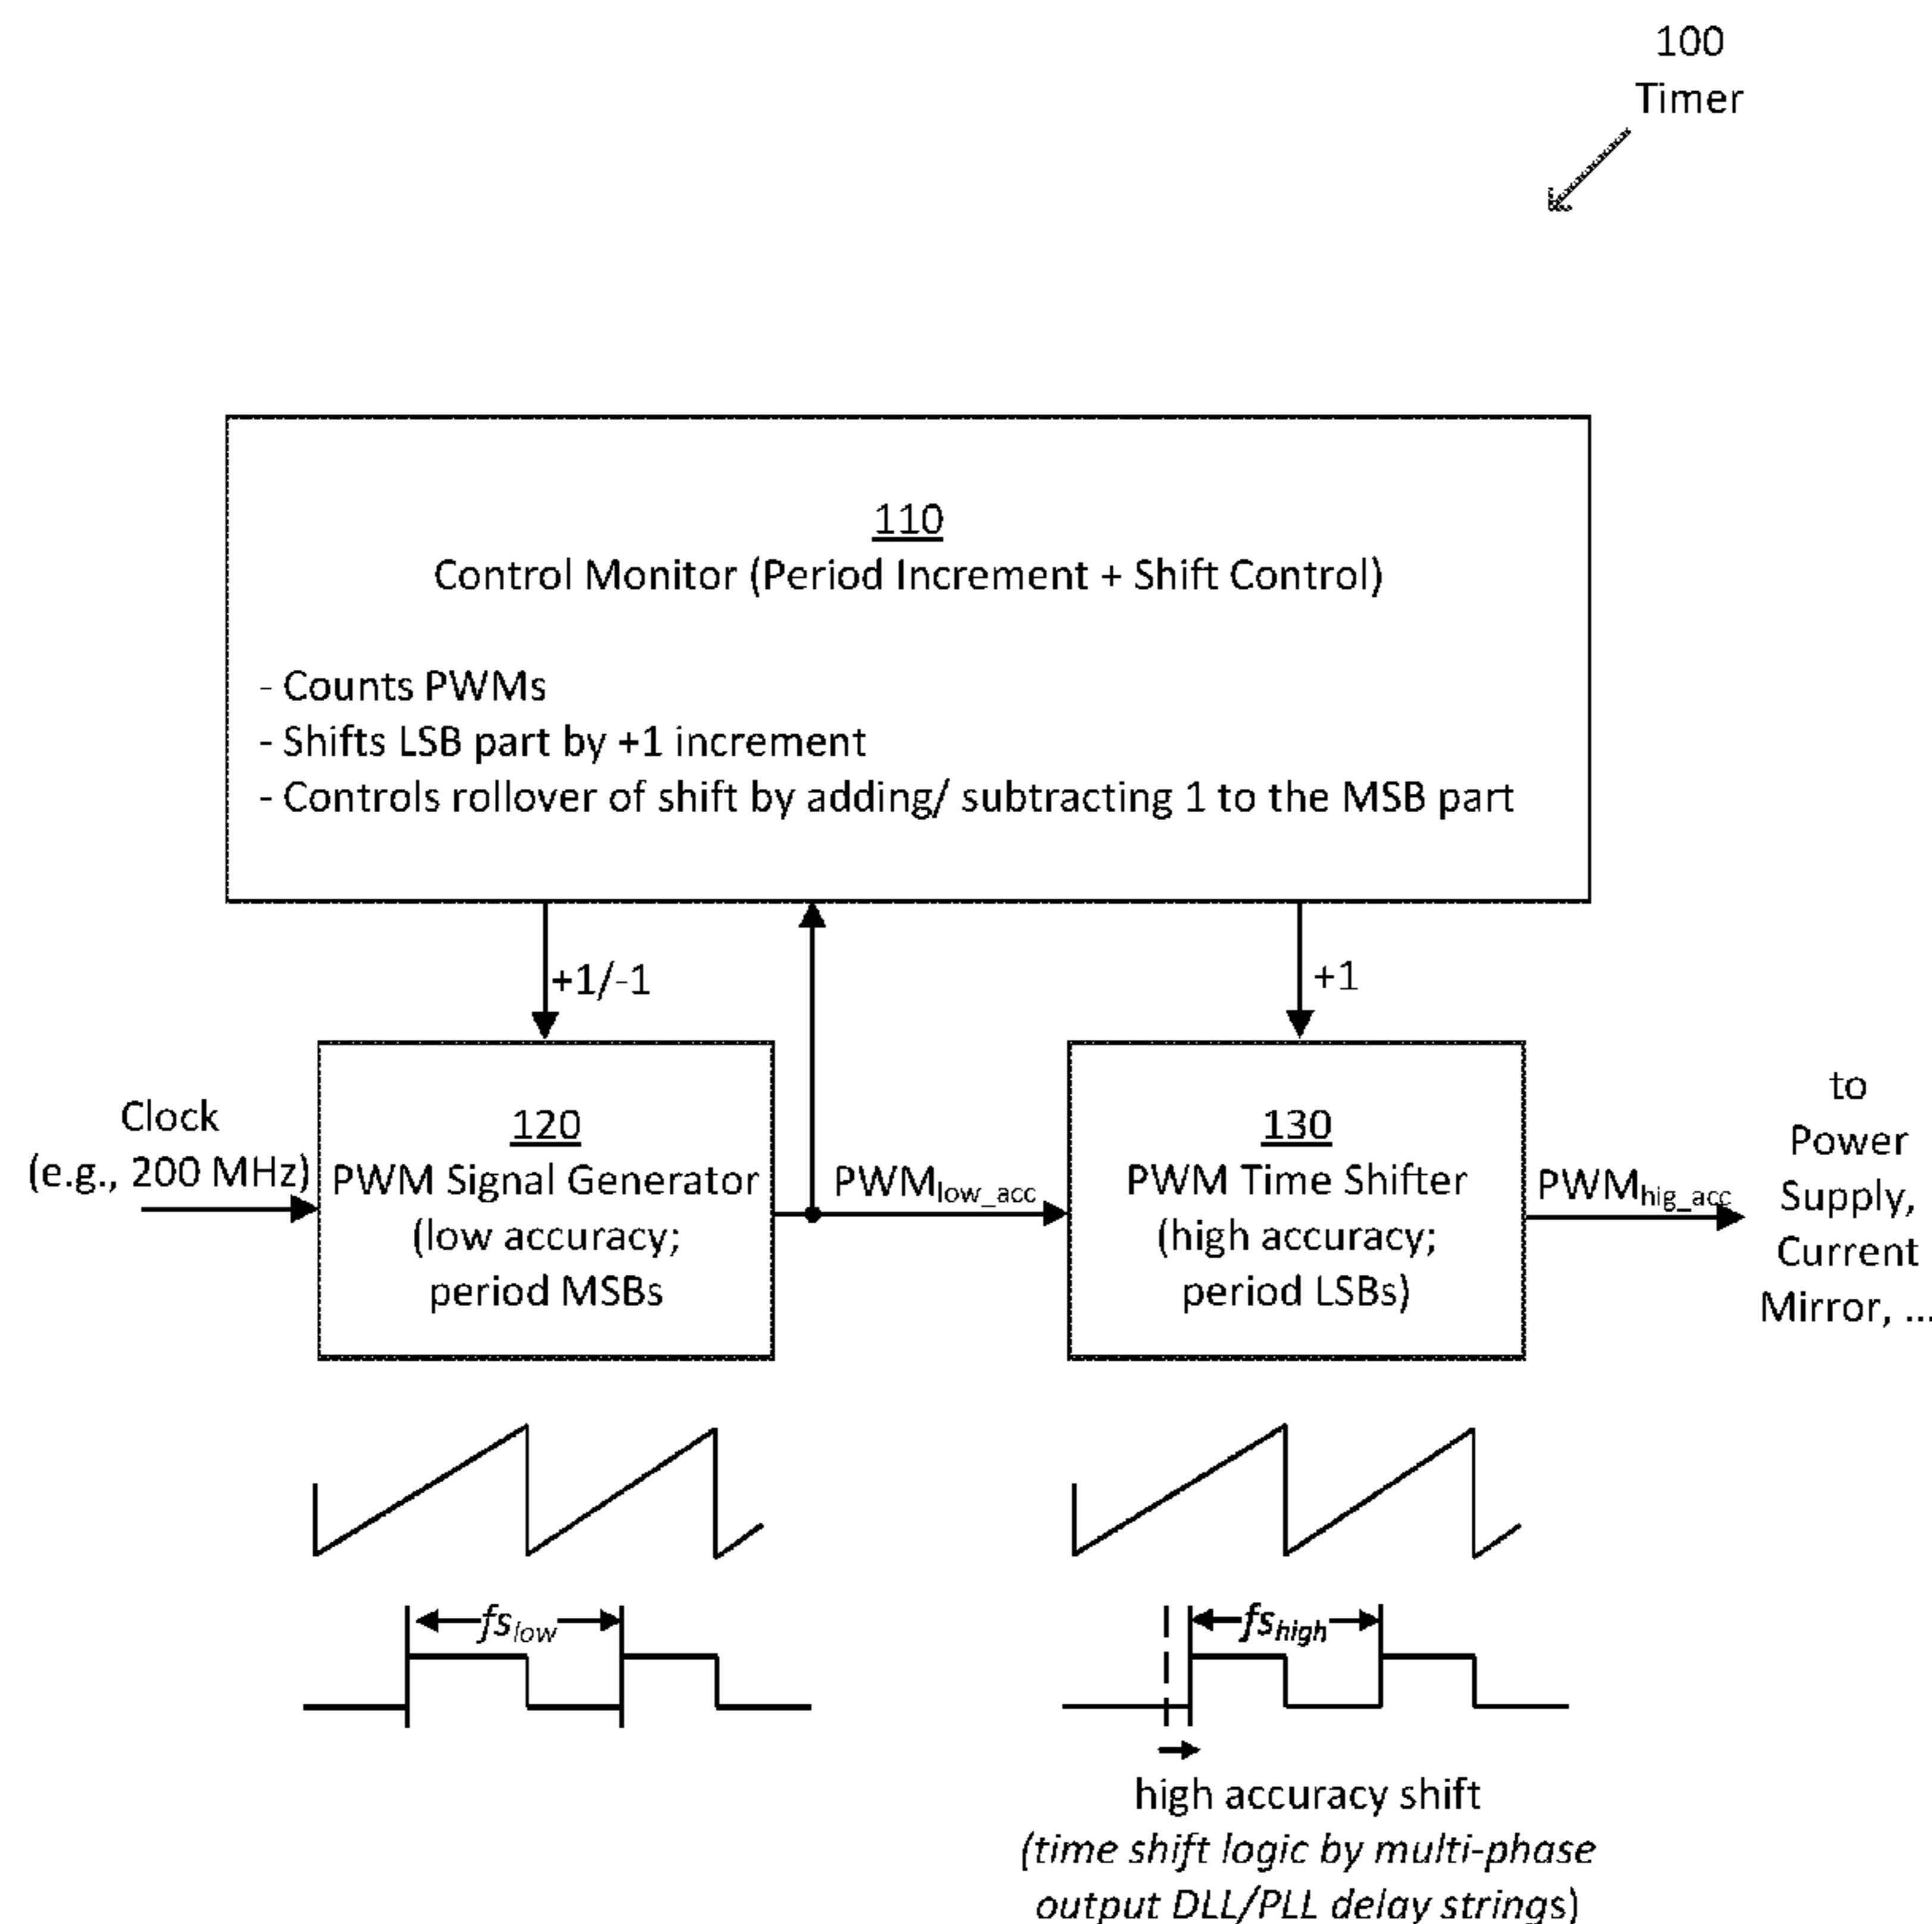 100
Timer
110
Control Monitor (Period Increment + Shift Control)
- Counts PWMs
- Shifts LSB part by +1 increment
- Controls rollover of shift by adding/ subtracting 1 to the MSB part
+1/-1
+1
Clock
(e.g., 200 MHz)
120
PWM Signal Generator
(low accuracy;
period MSBs
PWMlow_acc
130
PWM Time Shifter
(high accuracy;
period LSBs)
PWMhig_acc
to
Power
Supply,
Current
Mirror, ...
fslow
fshigh
high accuracy shift
(time shift logic by multi-phase
output DLL/PLL delay strings)